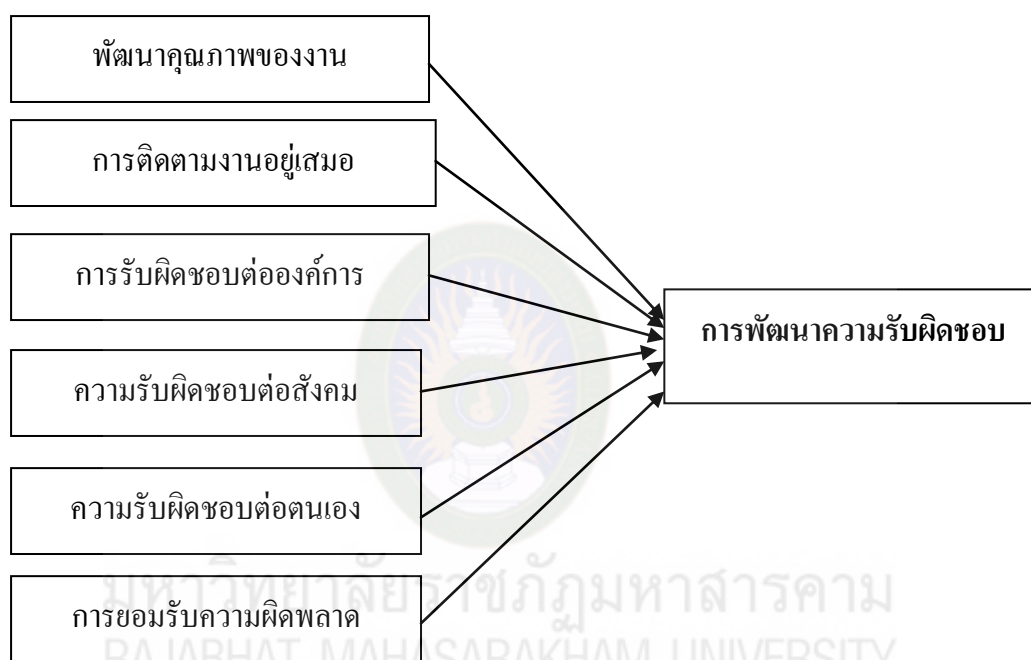 พัฒนาคุณภาพของงาน
การติดตามงานอยู่เสมอ
การรับผิดชอบต่อองค์การ
การพัฒนาความรับผิดชอบ
ความรับผิดชอบต่อสังคม
ความรับผิดชอบต่อตนเอง
มหาวิทยาลัยราชภัฏมหาสารคาม
การยอมรับความผิดพลาด
RAJABHAT MAHASARAKHAM UNIVERSITY